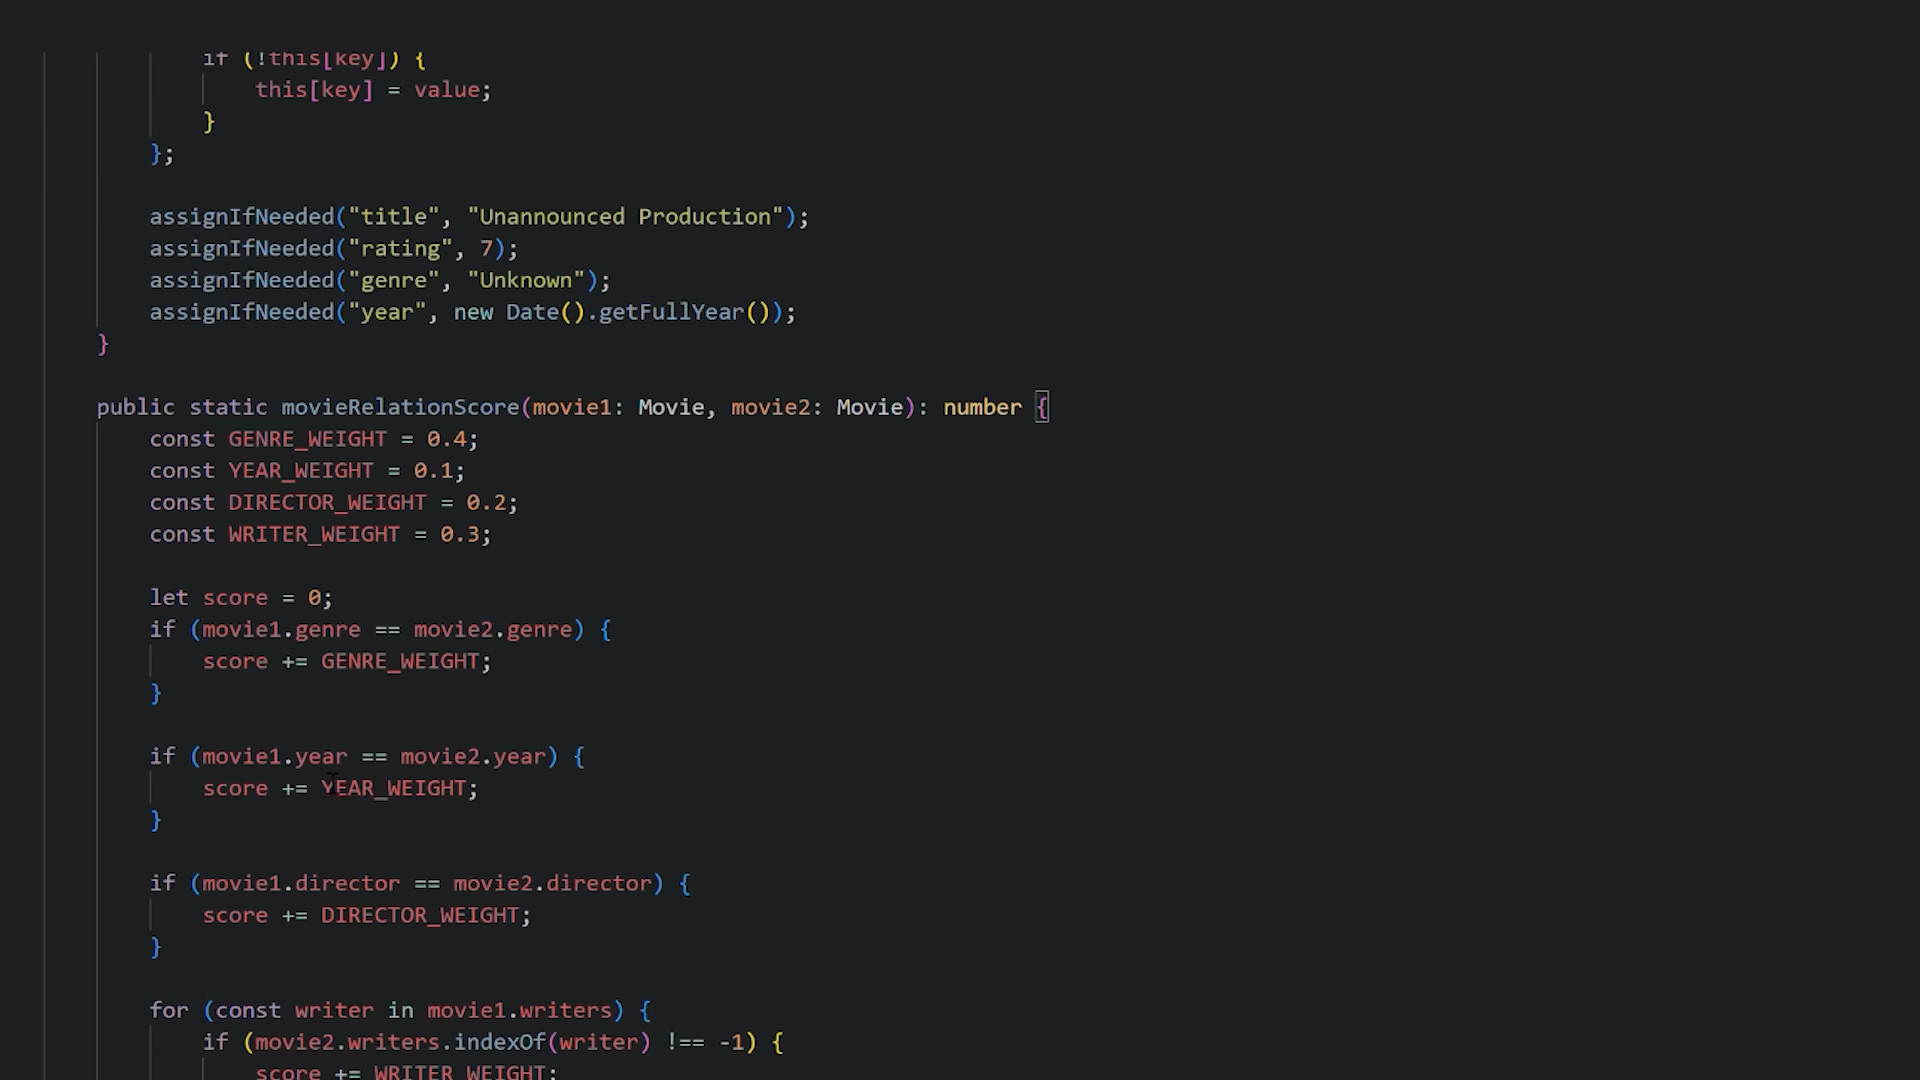 if (!this[key]) {
this[key] = value;
}
};
assignIfNeeded("title", "Unannounced Production");
assignIfNeeded("rating", 7);
assignIfNeeded("genre", "Unknown");
assignIfNeeded("year", new Date().getFullYear());
}
public static movieRelationScore(movie1: Movie, movie2: Movie): number {
const GENRE_WEIGHT = 0.4;
const YEAR_WEIGHT = 0.1;
const DIRECTOR_WEIGHT = 0.2;
const WRITER_WEIGHT = 0.3;
let score = 0;
if (movie1.genre == movie2.genre) {
score += GENRE_WEIGHT;
}
if (movie1.year == movie2.year) {
score += YEAR_WEIGHT;
}
if (movie1.director == movie2.director) {
score += DIRECTOR_WEIGHT;
}
for (const writer in movie1.writers) {
if (movie2.writers.indexOf(writer) !== -1) {
score += WRITER_WEIGHT;